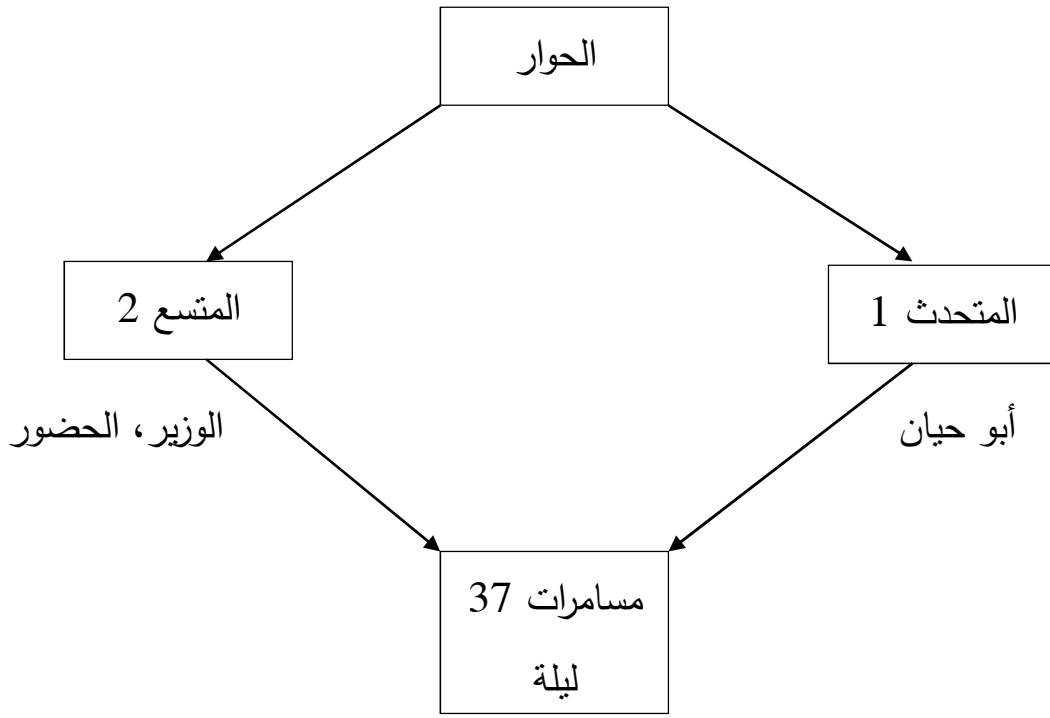 الحوار
المتحدث 1
المتسع 2
أبو حيان
الوزير، الحضور
مسامرات 37
ليلة